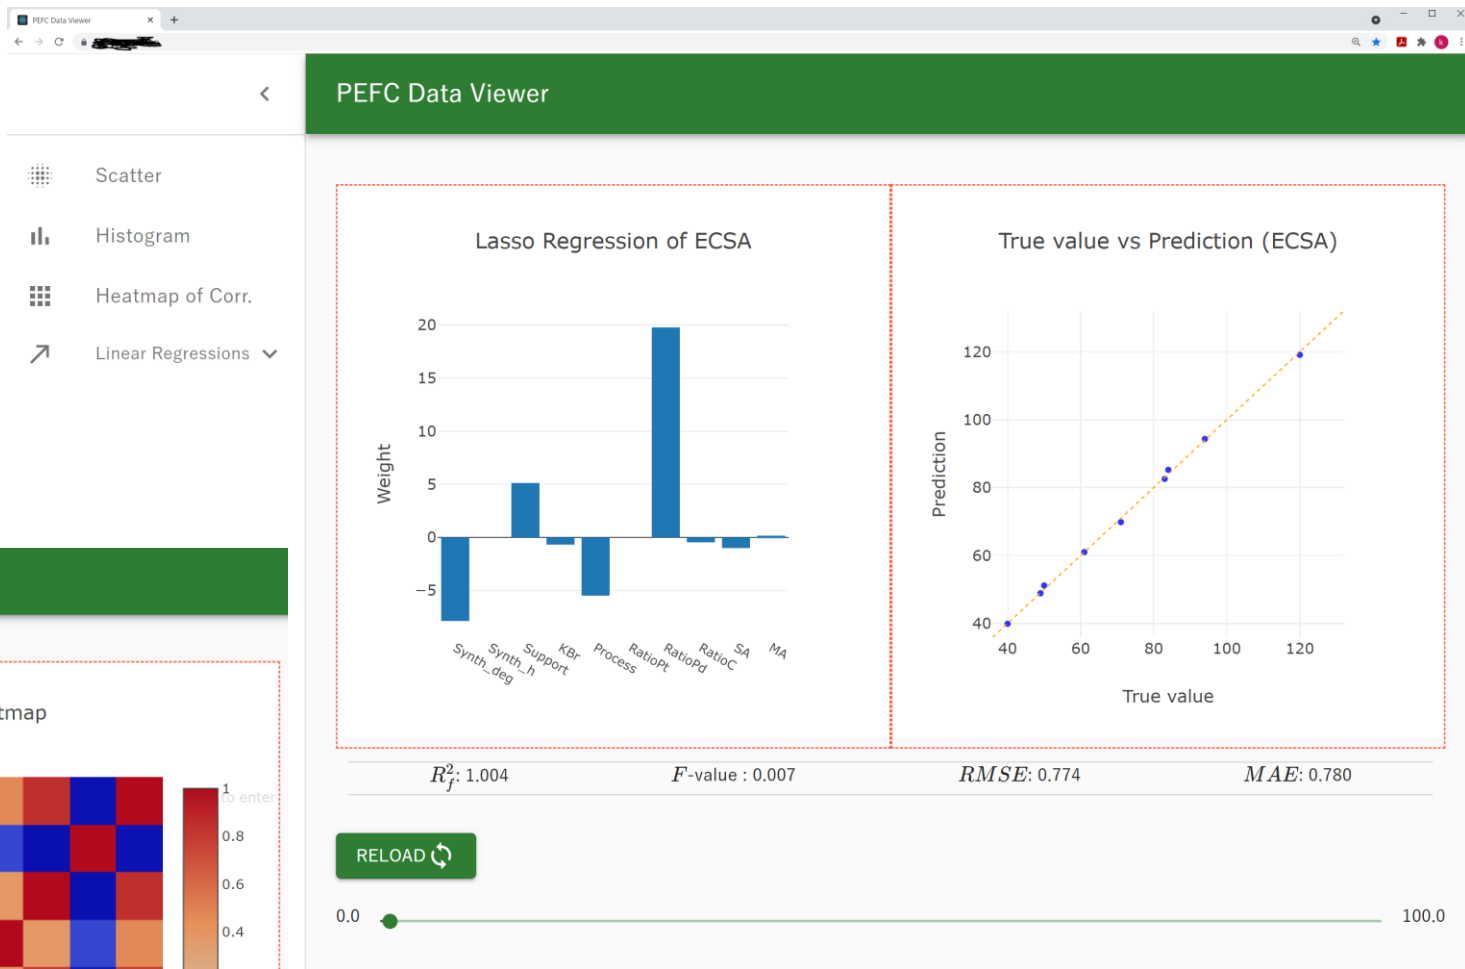 PEFC Data Viewer
PEFC Data Viewer
Scatter
Histogram
Heatmap of Corr.
Linear Regressions
Lasso Regression of ECSA
20
15
10
5
0
−5
Weight
Synth_deg
Synth_h
Support
KBr
Process
RatioPt
RatioPd
RatioC
SA
MA
True value vs Prediction (ECSA)
120
100
80
60
40
Prediction
40 60 80 100 120
True value
R_f^2: 1.004 F-value : 0.007 RMSE: 0.774 MAE: 0.780
RELOAD
0.0 100.0
tmap
1
to enter
0.8
0.6
0.4